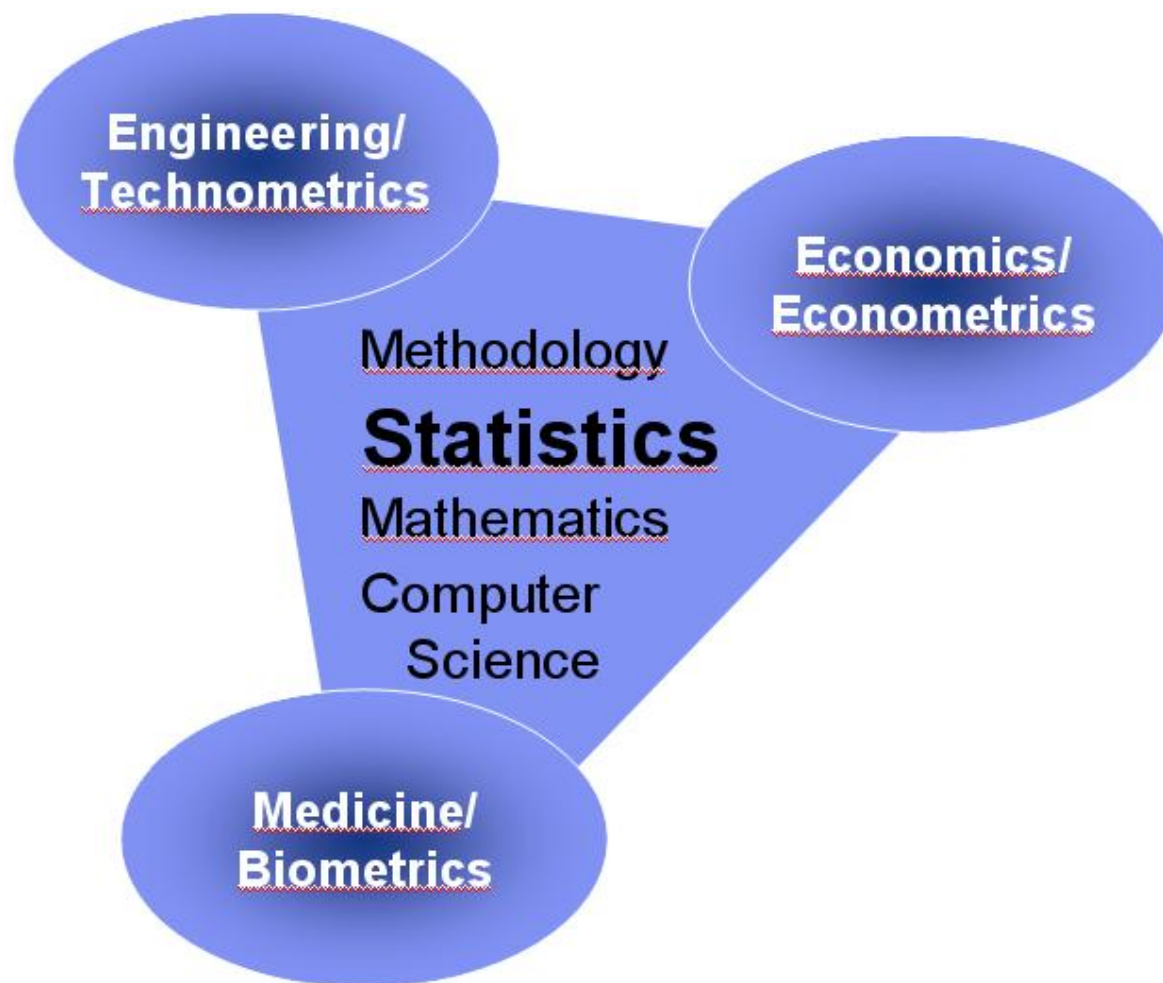 Engineering/
Technometrics
Economics/
Econometrics
Methodology
Statistics
Mathematics
Computer
Science
Medicine/
Biometrics